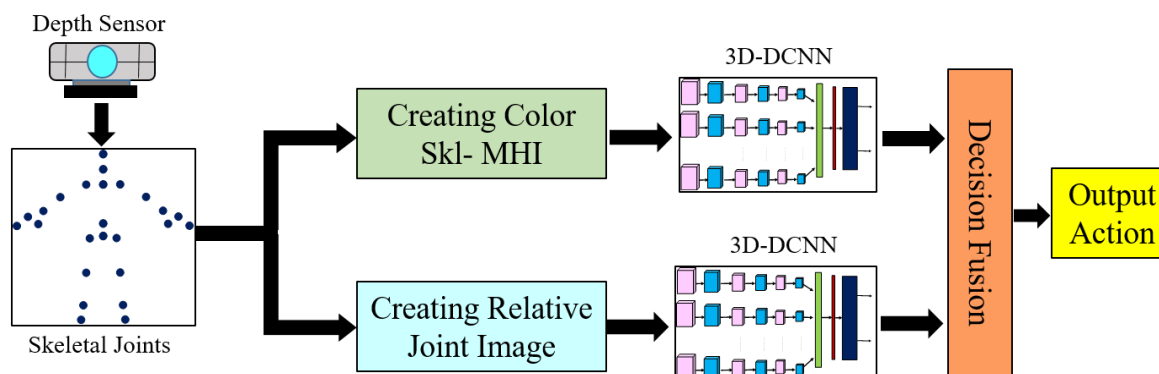 Depth Sensor
Skeletal Joints
Creating Color
Skl- MHI
3D-DCNN
Creating Relative
Joint Image
3D-DCNN
Decision Fusion
Output
Action